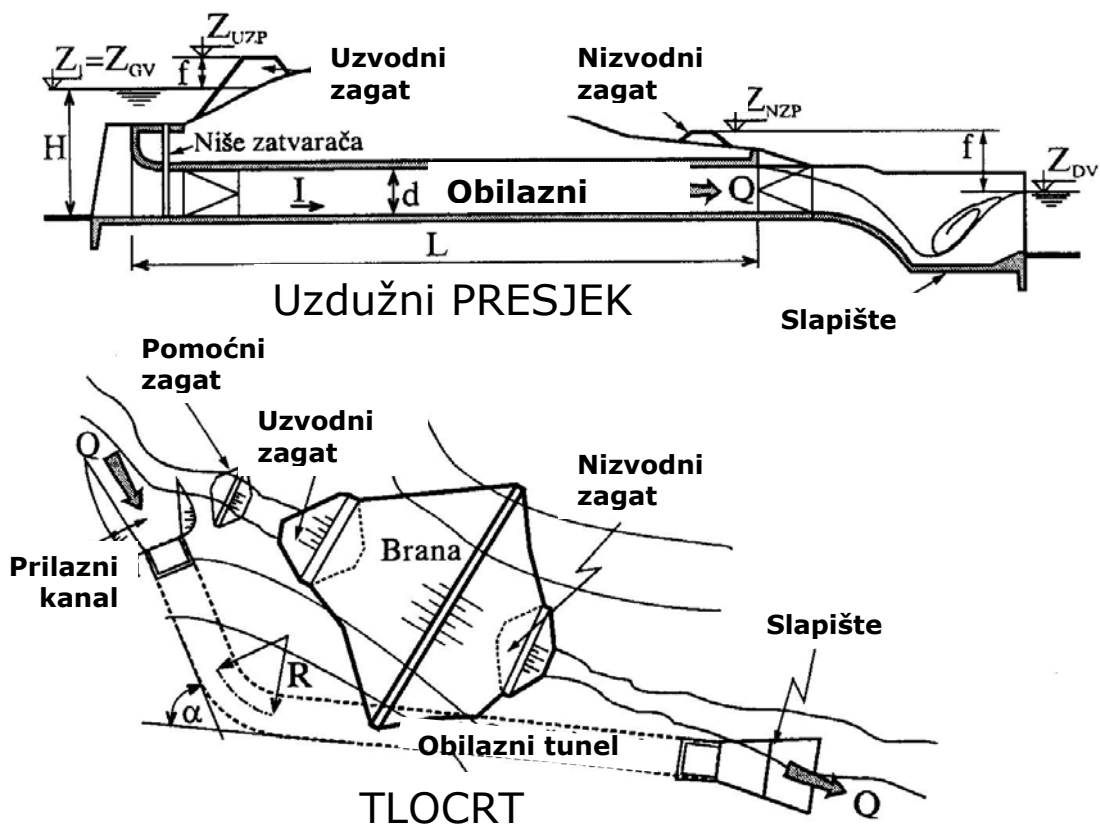 Z_UZP
Z_I=Z_GV
f
Uzvodni
zagat
Nizvodni
zagat
Z_NZP
H
Niše zatvarača
f
Z_DV
I
d
Obilazni
Q
L
Uzdužni PRESJEK
Slapište
Pomoćni
zagat
Q
Uzvodni
zagat
Nizvodni
zagat
Brana
Prilazni
kanal
Slapište
R
α
Obilazni tunel
TLOCRT
Q